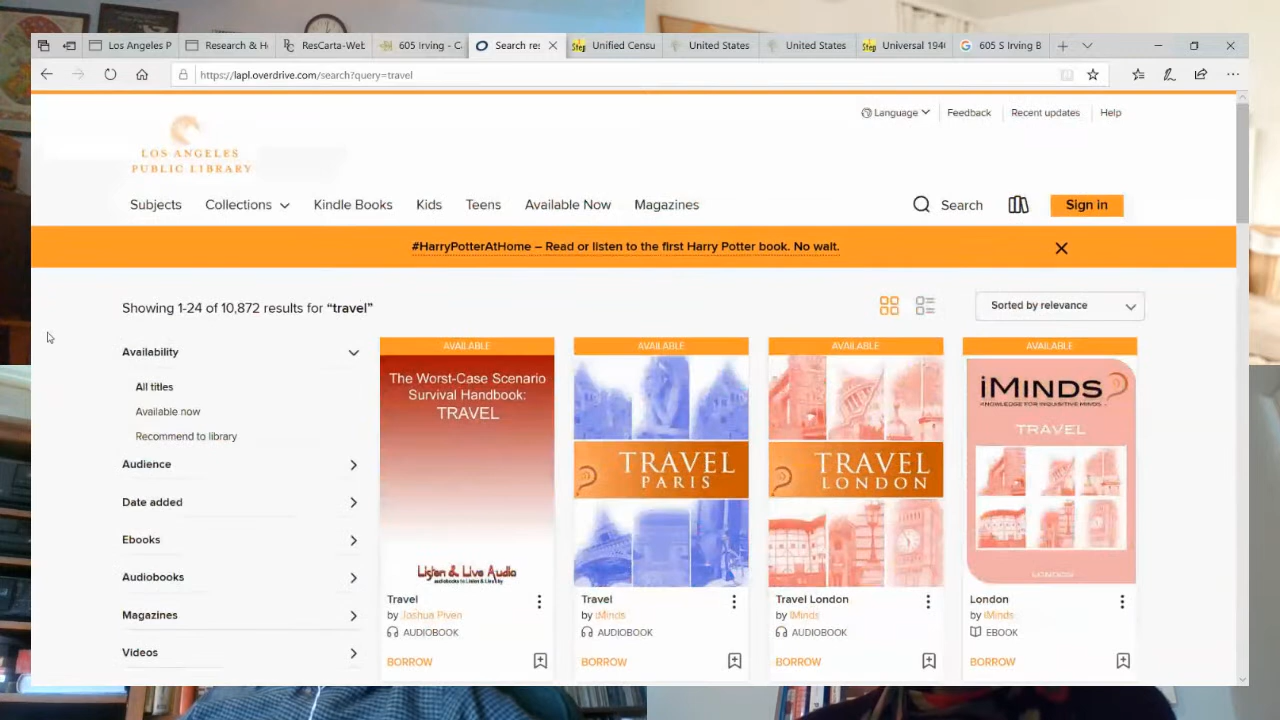 Los Angeles P
Research & H
ResCarta-Web
605 Irving - C
Search res
Step
Unified Censu
United States
United States
Step
Universal 194
605 S Irving B
https://lapl.overdrive.com/search?query=travel
Language
Feedback
Recent updates
Help
LOS ANGELES
PUBLIC LIBRARY
Subjects
Collections
Kindle Books
Kids
Teens
Available Now
Magazines
Search
Sign in
#HarryPotterAtHome – Read or listen to the first Harry Potter book. No wait.
Showing 1-24 of 10,872 results for “travel”
Sorted by relevance
Availability
All titles
Available now
Recommend to library
Audience
Date added
Ebooks
Audiobooks
Magazines
Videos
AVAILABLE
The Worst-Case Scenario
Survival Handbook:
TRAVEL
Listen & Live Audio
Travel
by Joshua Piven
AUDIOBOOK
BORROW
AVAILABLE
TRAVEL
PARIS
Travel
by iMinds
AUDIOBOOK
BORROW
AVAILABLE
TRAVEL
LONDON
Travel London
by iMinds
AUDIOBOOK
BORROW
AVAILABLE
iMINDS
KNOWLEDGE FOR INQUISITIVE MINDS
TRAVEL
LONDON
London
by iMinds
EBOOK
BORROW